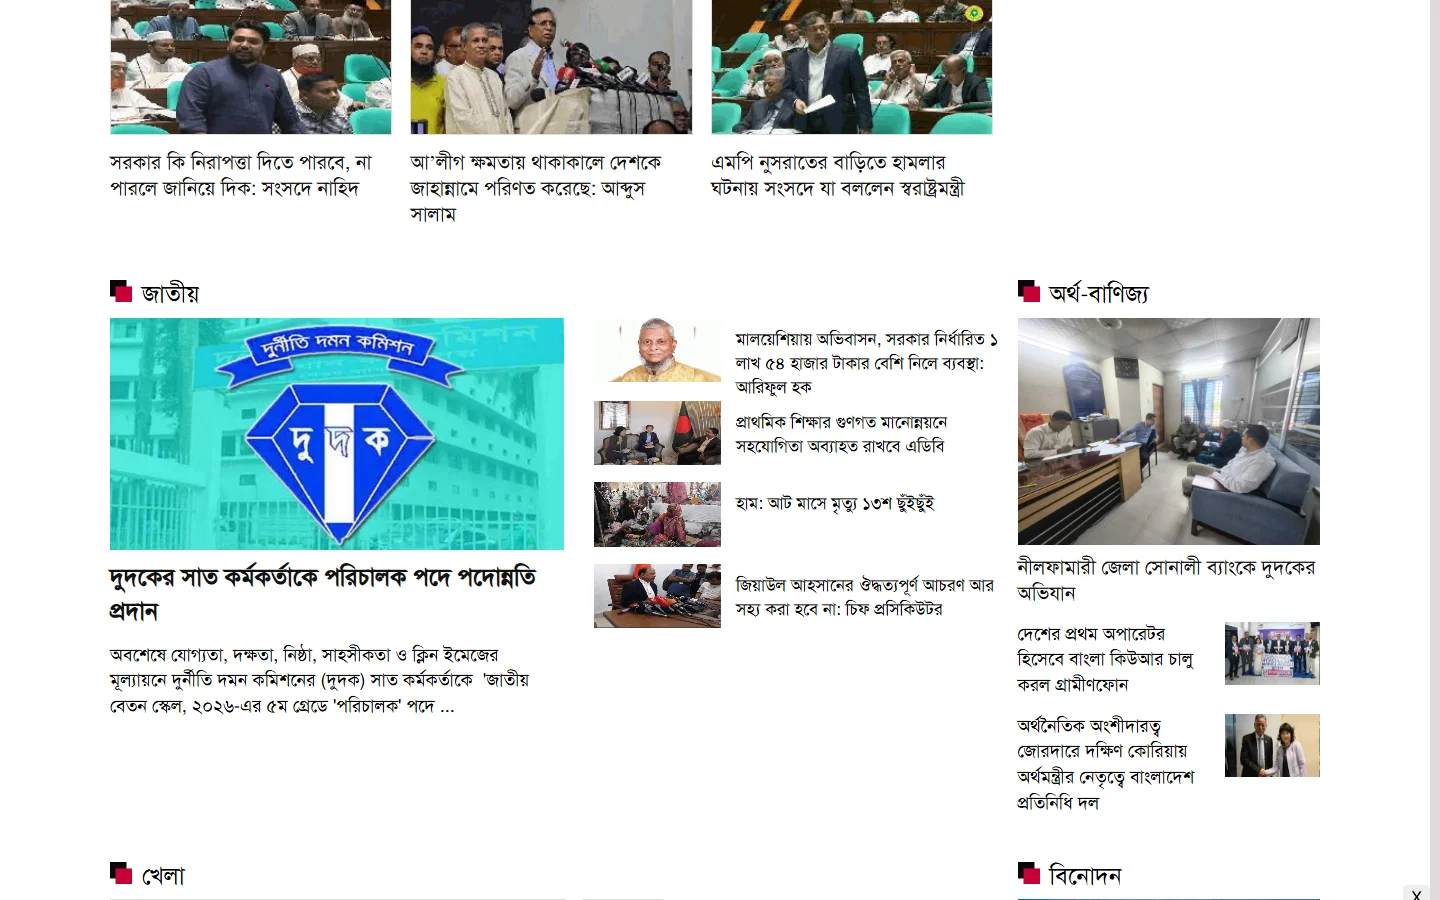 সরকার কি নিরাপত্তা দিতে পারবে, না
পারলে জানিয়ে দিক: সংসদে নাহিদ
আ'লীগ ক্ষমতায় থাকাকালে দেশকে
জাহান্নামে পরিণত করেছে: আব্দুস
সালাম
এমপি নুসরাতের বাড়িতে হামলার
ঘটনায় সংসদে যা বললেন স্বরাষ্ট্রমন্ত্রী
জাতীয়
দুর্নীতি দমন কমিশন
দুদক
দুদকের সাত কর্মকর্তাকে পরিচালক পদে পদোন্নতি
প্রদান
অবশেষে যোগ্যতা, দক্ষতা, নিষ্ঠা, সাহসীকতা ও ক্লিন ইমেজের
মূল্যায়নে দুর্নীতি দমন কমিশনের (দুদক) সাত কর্মকর্তাকে 'জাতীয়
বেতন স্কেল, ২০২৬-এর ৫ম গ্রেডে 'পরিচালক' পদে ...
মালয়েশিয়ায় অভিবাসন, সরকার নির্ধারিত ১
লাখ ৫৪ হাজার টাকার বেশি নিলে ব্যবস্থা:
আরিফুল হক
প্রাথমিক শিক্ষার গুণগত মানোন্নয়নে
সহযোগিতা অব্যাহত রাখবে এডিবি
হাম: আট মাসে মৃত্যু ১৩শ ছুঁইছুঁই
জিয়াউল আহসানের ঔদ্ধত্যপূর্ণ আচরণ আর
সহ্য করা হবে না: চিফ প্রসিকিউটর
অর্থ-বাণিজ্য
নীলফামারী জেলা সোনালী ব্যাংকে দুদকের
অভিযান
দেশের প্রথম অপারেটর
হিসেবে বাংলা কিউআর চালু
করল গ্রামীণফোন
অর্থনৈতিক অংশীদারত্ব
জোরদারে দক্ষিণ কোরিয়ায়
অর্থমন্ত্রীর নেতৃত্বে বাংলাদেশ
প্রতিনিধি দল
খেলা
বিনোদন
X